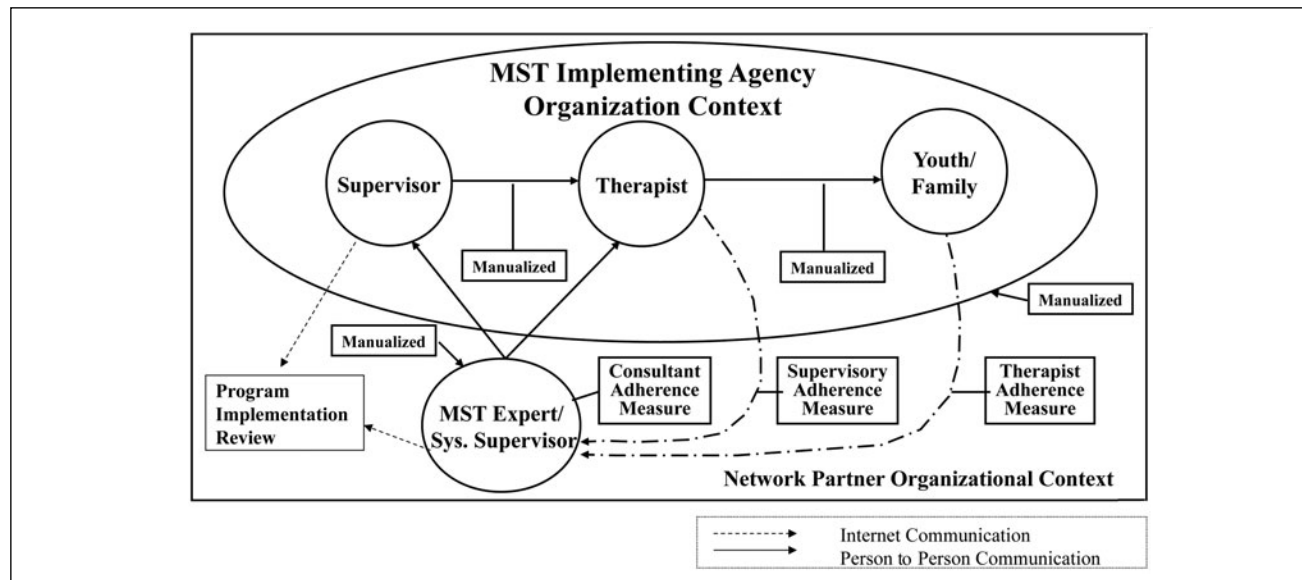 MST Implementing Agency
Organization Context
Supervisor
Therapist
Youth/
Family
Manualized
Manualized
Manualized
Manualized
Program
Implementation
Review
MST Expert/
Sys. Supervisor
Consultant
Adherence
Measure
Supervisory
Adherence
Measure
Therapist
Adherence
Measure
Network Partner Organizational Context
Internet Communication
Person to Person Communication